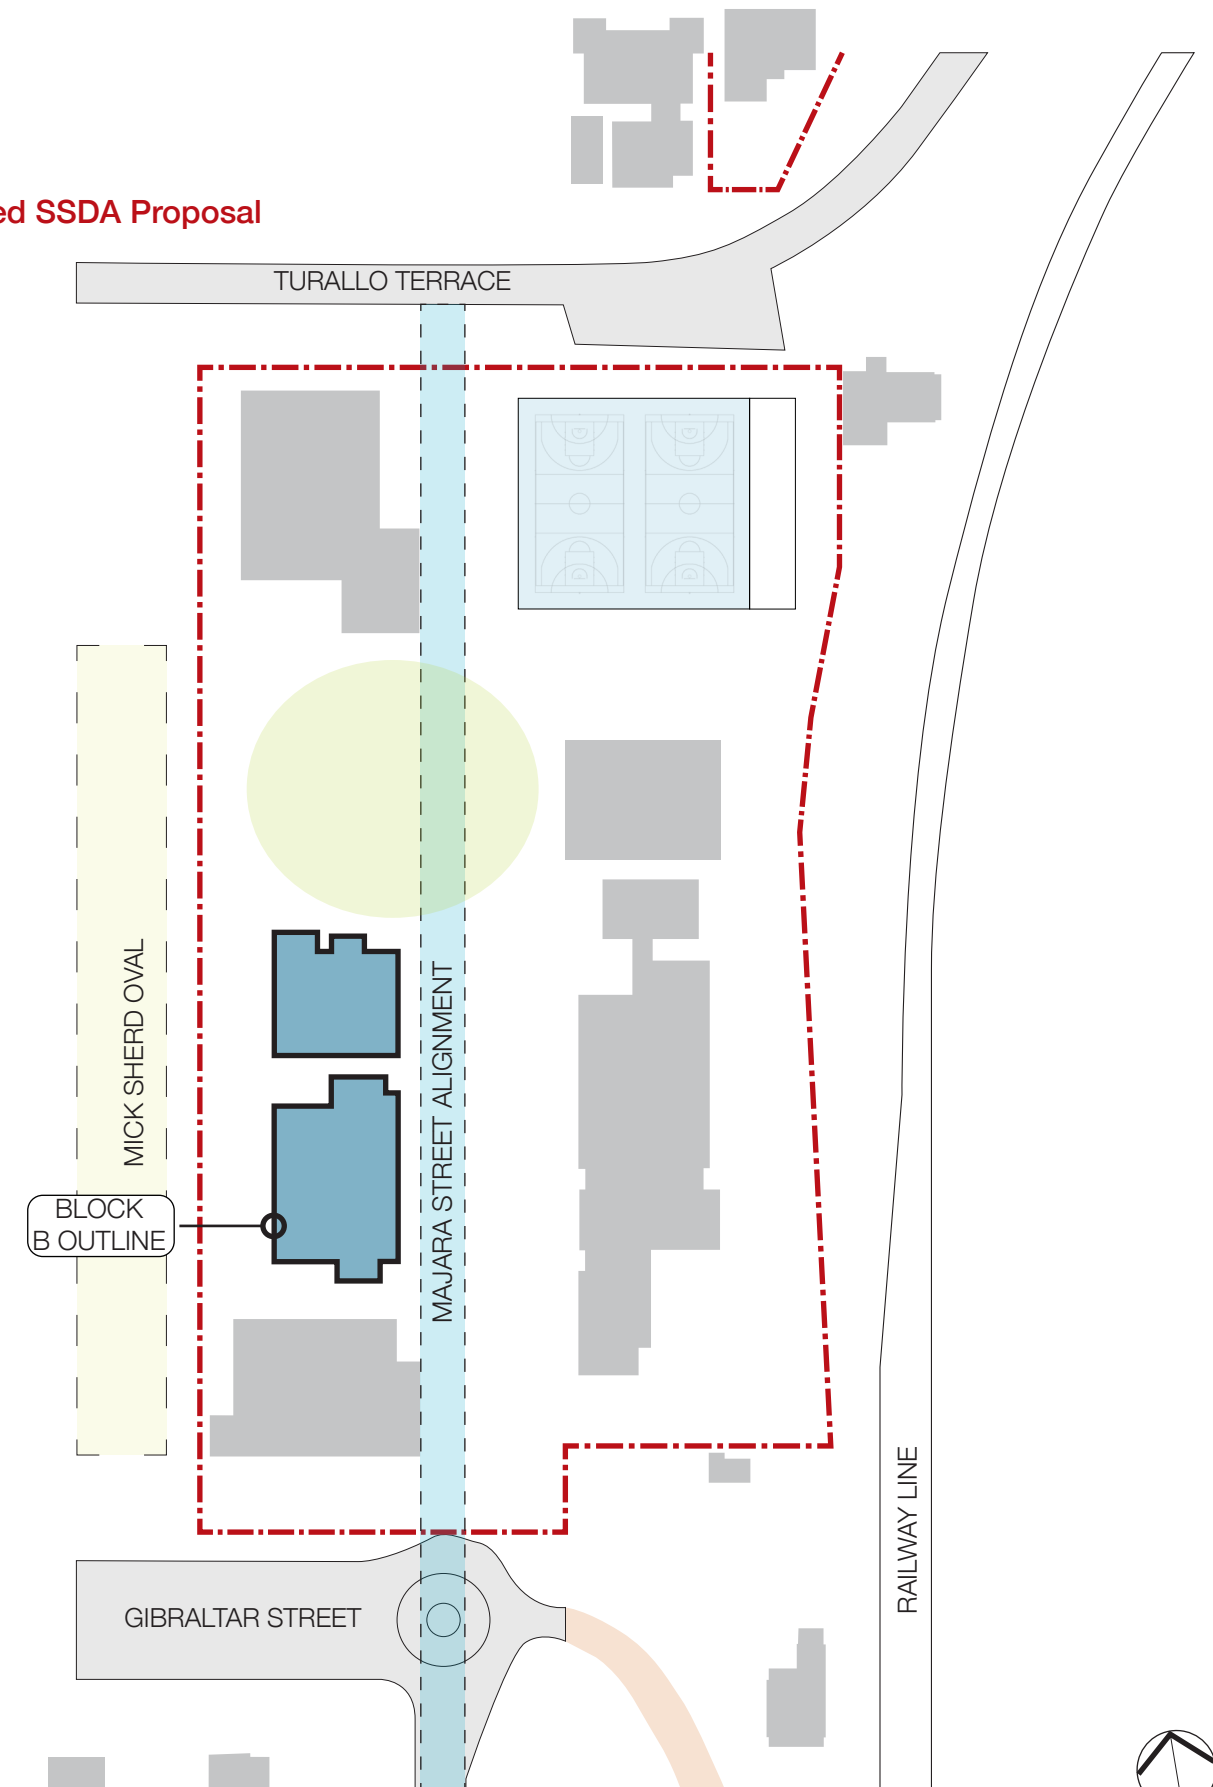 ed SSDA Proposal
TURALLO TERRACE
MICK SHERD OVAL
MAJARA STREET ALIGNMENT
BLOCK
B OUTLINE
RAILWAY LINE
GIBRALTAR STREET